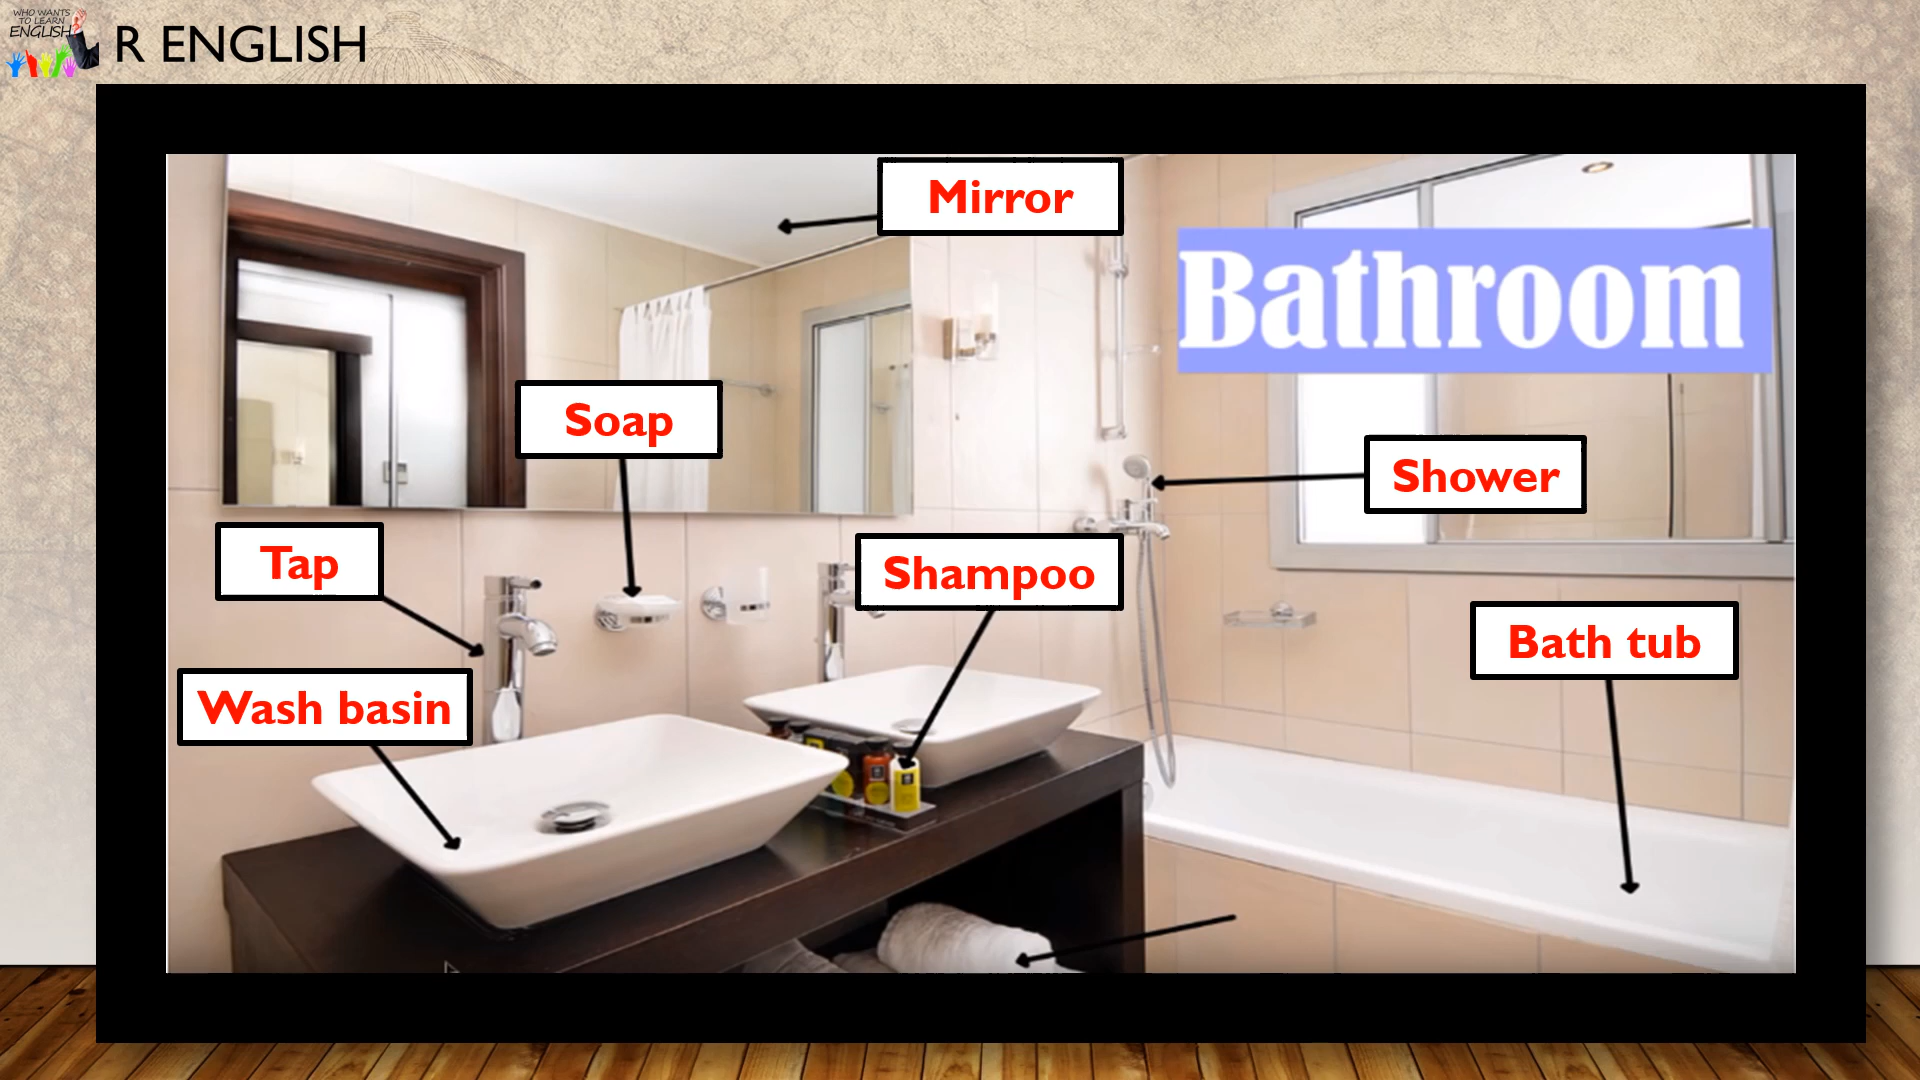 WHO WANTS
TO LEARN
ENGLISH
R ENGLISH
Mirror
Bathroom
Soap
Shower
Tap
Shampoo
Bath tub
Wash basin